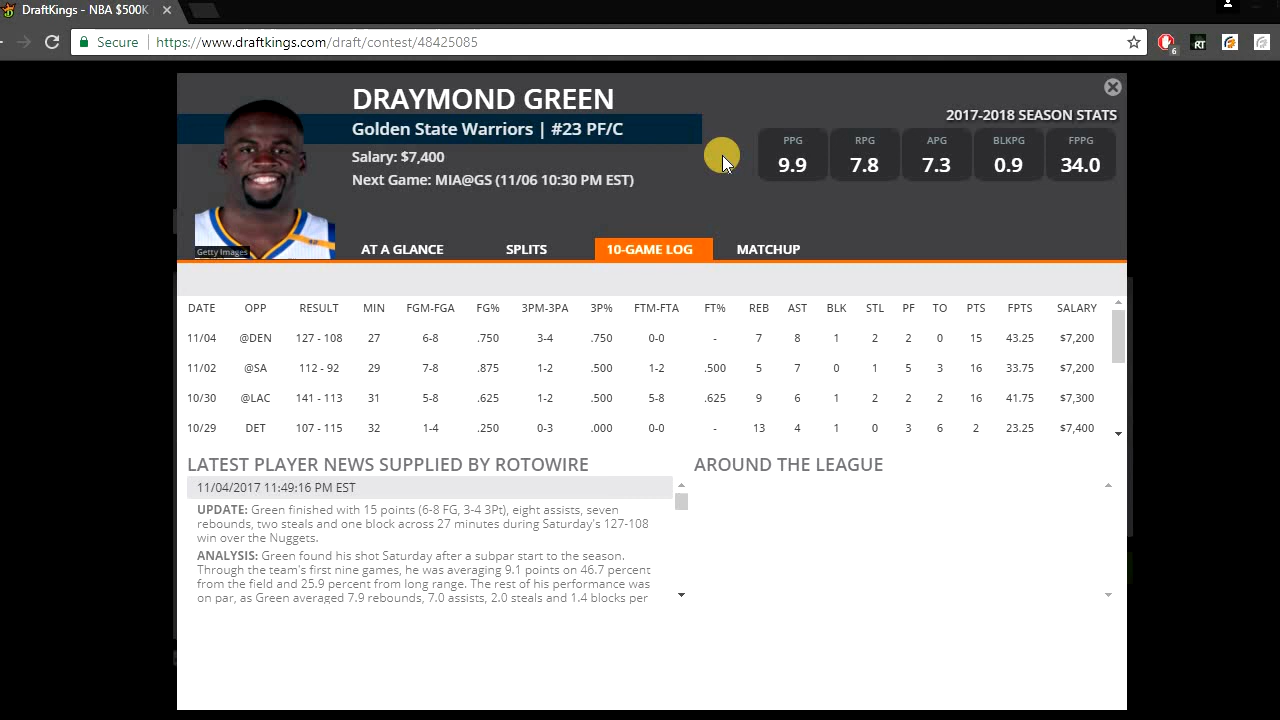 DraftKings - NBA $500K
Secure
https://www.draftkings.com/draft/contest/48425085
6
RT
DRAYMOND GREEN
Golden State Warriors | #23 PF/C
Salary: $7,400
Next Game: MIA@GS (11/06 10:30 PM EST)
2017-2018 SEASON STATS
PPG RPG APG BLKPG FPPG
9.9 7.8 7.3 0.9 34.0
Getty Images
AT A GLANCE SPLITS 10-GAME LOG MATCHUP
DATE OPP RESULT MIN FGM-FGA FG% 3PM-3PA 3P% FTM-FTA FT% REB AST BLK STL PF TO PTS FPTS SALARY
11/04 @DEN 127 - 108 27 6-8 .750 3-4 .750 0-0 - 7 8 1 2 2 0 15 43.25 $7,200
11/02 @SA 112 - 92 29 7-8 .875 1-2 .500 1-2 .500 5 7 0 1 5 3 16 33.75 $7,200
10/30 @LAC 141 - 113 31 5-8 .625 1-2 .500 5-8 .625 9 6 1 2 2 2 16 41.75 $7,300
10/29 DET 107 - 115 32 1-4 .250 0-3 .000 0-0 - 13 4 1 0 3 6 2 23.25 $7,400
LATEST PLAYER NEWS SUPPLIED BY ROTOWIRE
11/04/2017 11:49:16 PM EST
UPDATE: Green finished with 15 points (6-8 FG, 3-4 3Pt), eight assists, seven
rebounds, two steals and one block across 27 minutes during Saturday's 127-108
win over the Nuggets.
ANALYSIS: Green found his shot Saturday after a subpar start to the season.
Through the team's first nine games, he was averaging 9.1 points on 46.7 percent
from the field and 25.9 percent from long range. The rest of his performance was
on par, as Green averaged 7.9 rebounds, 7.0 assists, 2.0 steals and 1.4 blocks per
AROUND THE LEAGUE